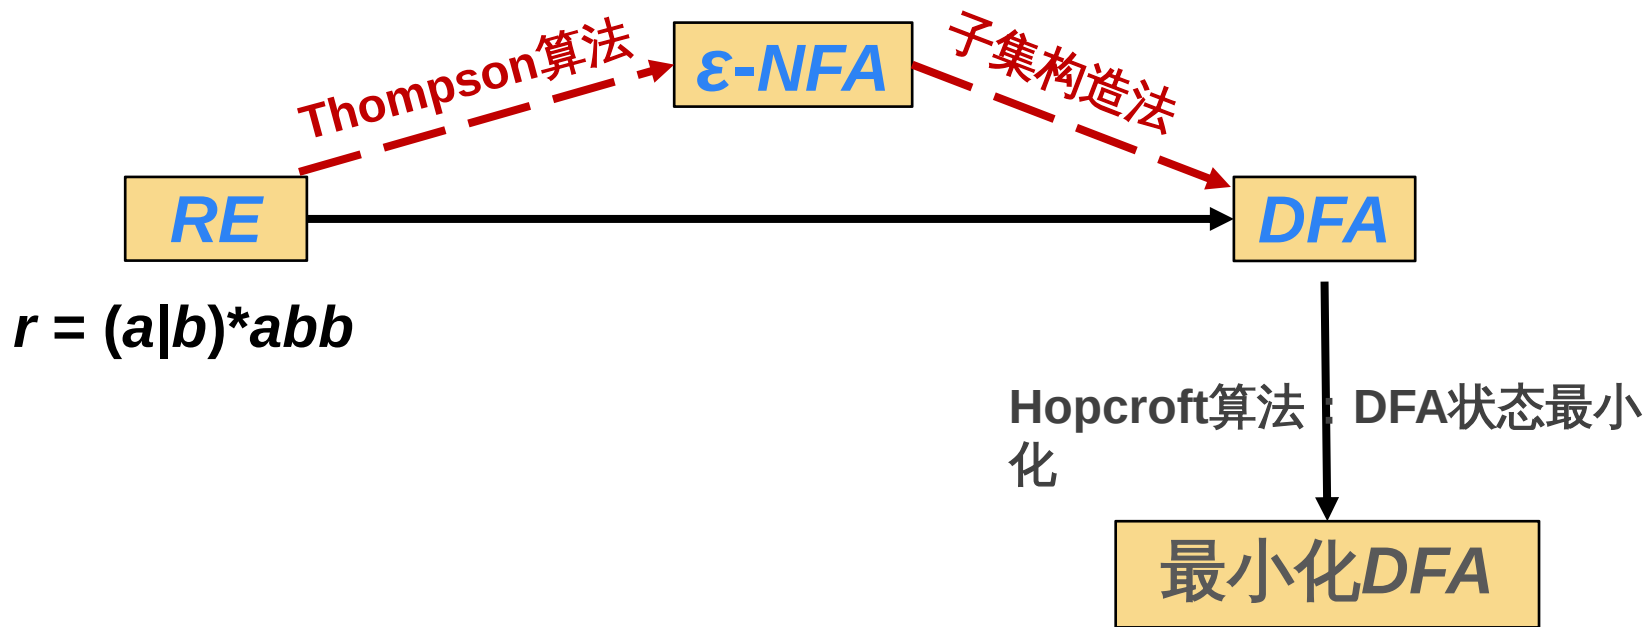 Thompson算法
ε-NFA
子集构造法
RE
DFA
r = (a|b)*abb
Hopcroft算法：DFA状态最小
化
最小化DFA